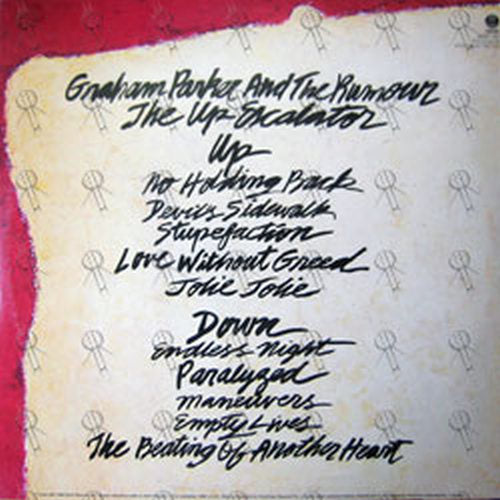 Graham Parker And The Rumour
The Up Escalator
Up
No Holding Back
Devil's Sidewalk
Stupefaction
Love Without Greed
Jolie Jolie
Down
Endless Night
Paralyzed
Maneuvers
Empty Lives
The Beating Of Another Heart